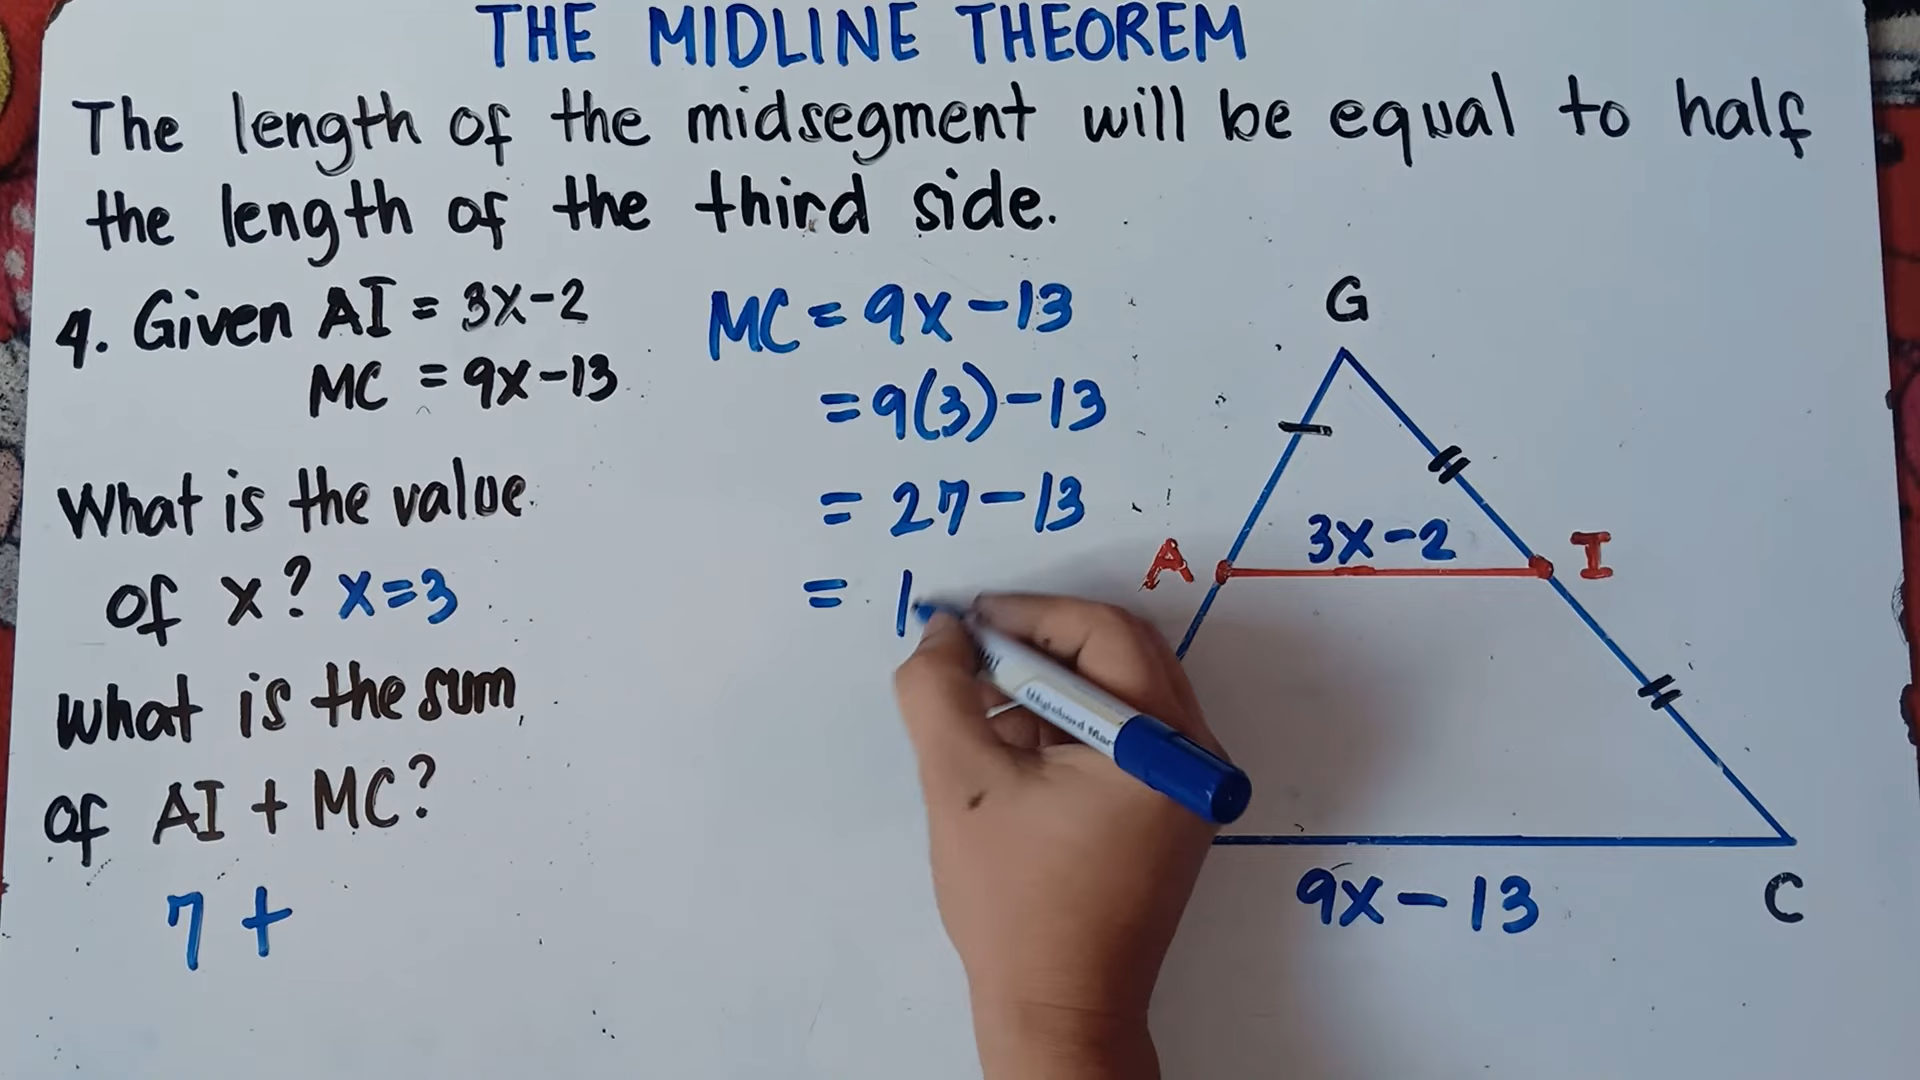 THE MIDLINE THEOREM
The length of the midsegment will be equal to half
the length of the third side.
4. Given AI = 3x-2
MC = 9x-13
What is the value
of x? x=3
What is the sum
of AI + MC?
7 +
MC = 9x-13
=9(3)-13
= 27-13
= 1
G
A
3x-2
I
9x-13
C